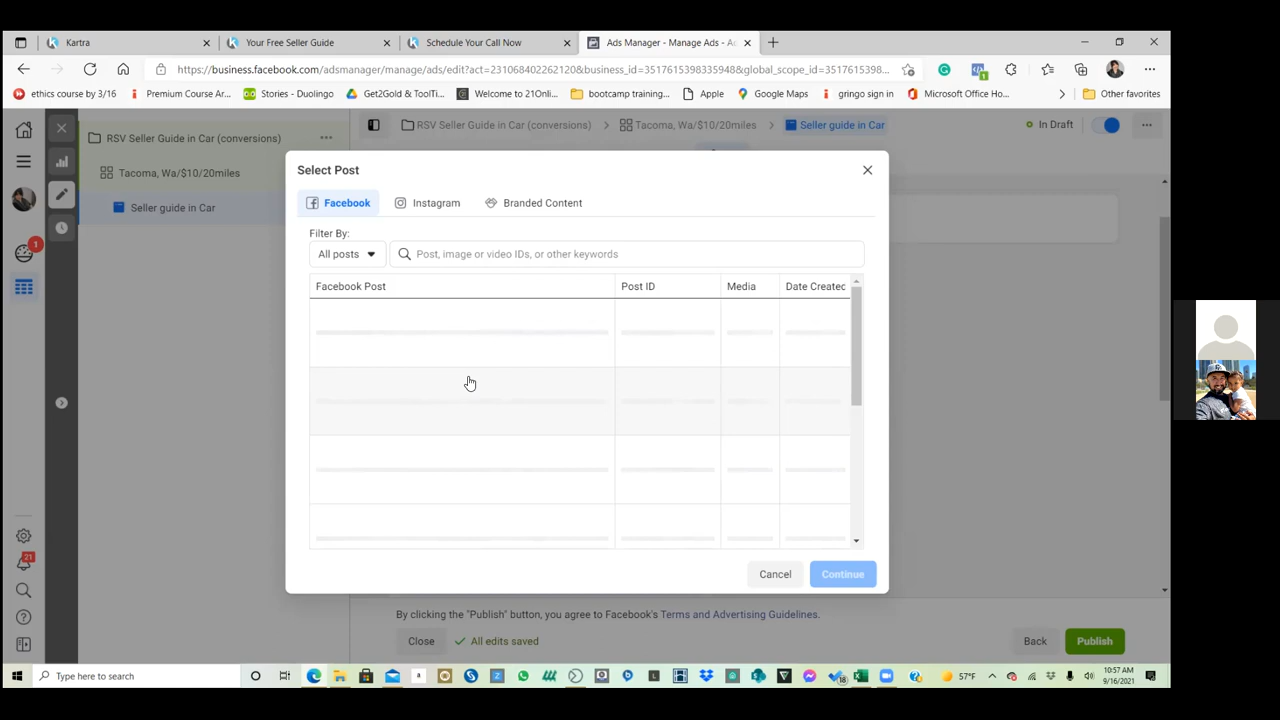 Kartra
Your Free Seller Guide
Schedule Your Call Now
Ads Manager - Manage Ads - Ad
https://business.facebook.com/adsmanager/manage/ads/edit?act=231068402262120&business_id=3517615398335948&global_scope_id=3517615398...
ethics course by 3/16
Premium Course Ar...
Stories - Duolingo
Get2Gold & ToolTi...
Welcome to 21Onli...
bootcamp training...
Apple
Google Maps
gringo sign in
Microsoft Office Ho...
Other favorites
RSV Seller Guide in Car (conversions)
RSV Seller Guide in Car (conversions)
Tacoma, Wa/$10/20miles
Seller guide in Car
In Draft
Tacoma, Wa/$10/20miles
Seller guide in Car
Select Post
Facebook
Instagram
Branded Content
Filter By:
All posts
Post, image or video IDs, or other keywords
Facebook Post
Post ID
Media
Date Created
Cancel
Continue
1
21
By clicking the "Publish" button, you agree to Facebook's Terms and Advertising Guidelines.
Close
All edits saved
Back
Publish
Type here to search
18
57°F
10:57 AM
9/16/2021